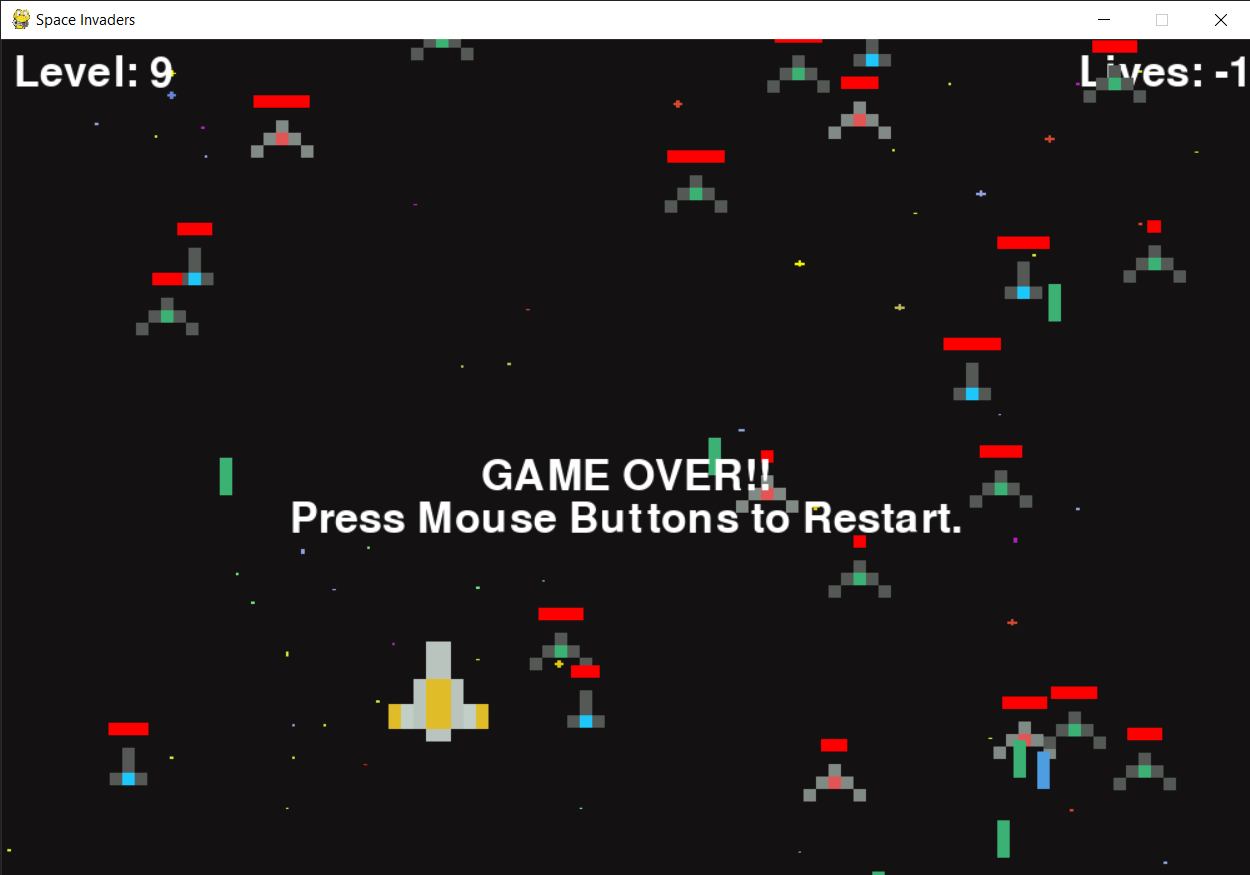 Space Invaders
Level: 9
Lives: -1
GAME OVER!!
Press Mouse Buttons to Restart.